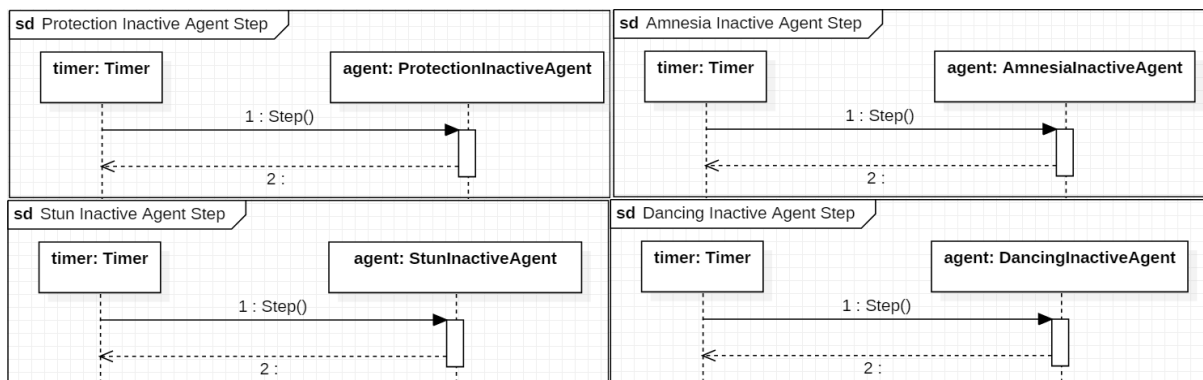 sd Protection Inactive Agent Step
timer: Timer
agent: ProtectionInactiveAgent
1 : Step()
2 :
sd Amnesia Inactive Agent Step
timer: Timer
agent: AmnesiaInactiveAgent
1 : Step()
2 :
sd Stun Inactive Agent Step
timer: Timer
agent: StunInactiveAgent
1 : Step()
2 :
sd Dancing Inactive Agent Step
timer: Timer
agent: DancingInactiveAgent
1 : Step()
2 :